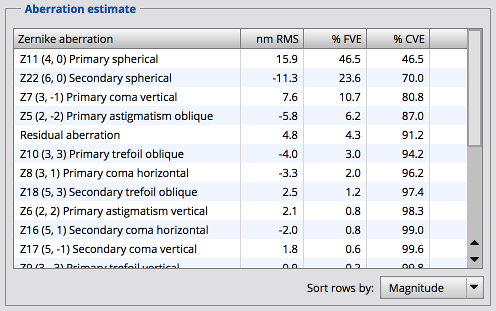 Aberration estimate
Zernike aberration nm RMS % FVE % CVE
Z11 (4, 0) Primary spherical 15.9 46.5 46.5
Z22 (6, 0) Secondary spherical -11.3 23.6 70.0
Z7 (3, -1) Primary coma vertical 7.6 10.7 80.8
Z5 (2, -2) Primary astigmatism oblique -5.8 6.2 87.0
Residual aberration 4.8 4.3 91.2
Z10 (3, 3) Primary trefoil oblique -4.0 3.0 94.2
Z8 (3, 1) Primary coma horizontal -3.3 2.0 96.2
Z18 (5, 3) Secondary trefoil oblique 2.5 1.2 97.4
Z6 (2, 2) Primary astigmatism vertical 2.1 0.8 98.3
Z16 (5, 1) Secondary coma horizontal -2.0 0.8 99.0
Z17 (5, -1) Secondary coma vertical 1.8 0.6 99.6
Z9 (3, -3) Primary trefoil vertical 0.9 0.2 99.8
Sort rows by: Magnitude